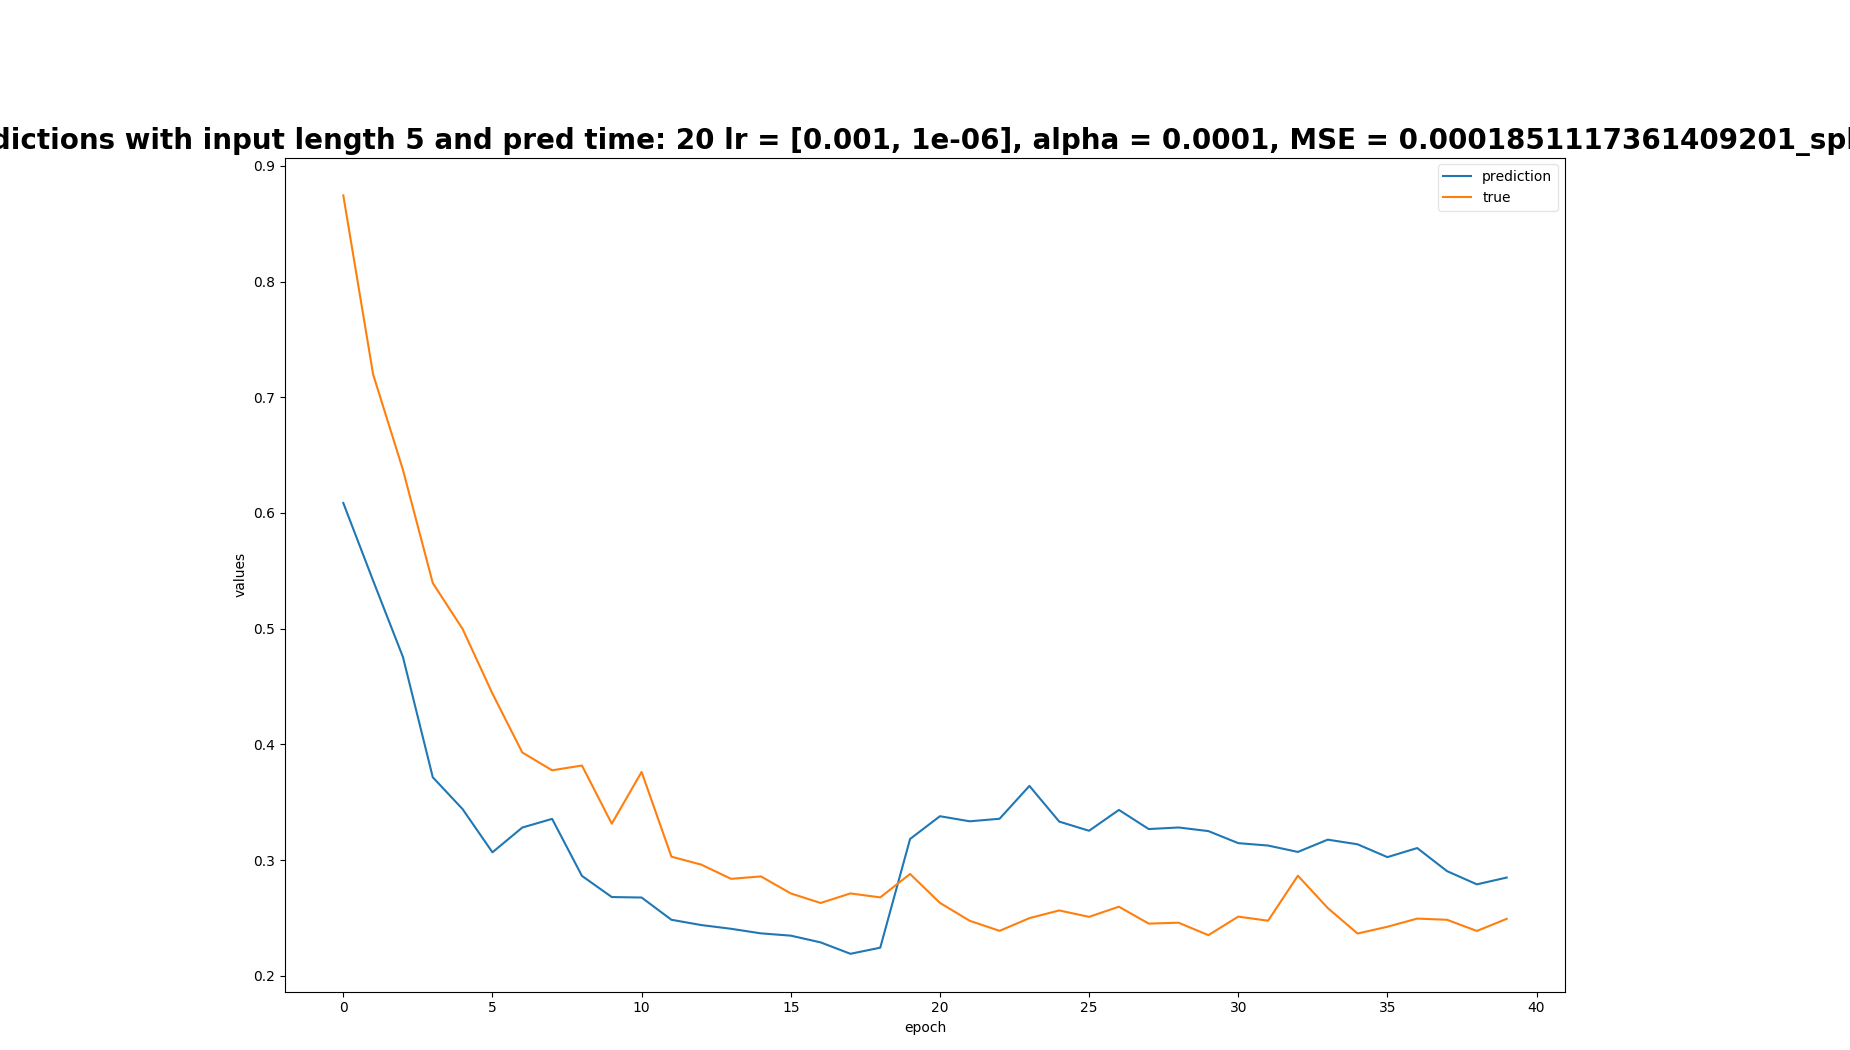 dictions with input length 5 and pred time: 20 lr = [0.001, 1e-06], alpha = 0.0001, MSE = 0.0001851117361409201_spl
prediction
true
0.9
0.8
0.7
0.6
0.5
0.4
0.3
0.2
values
0 5 10 15 20 25 30 35 40
epoch